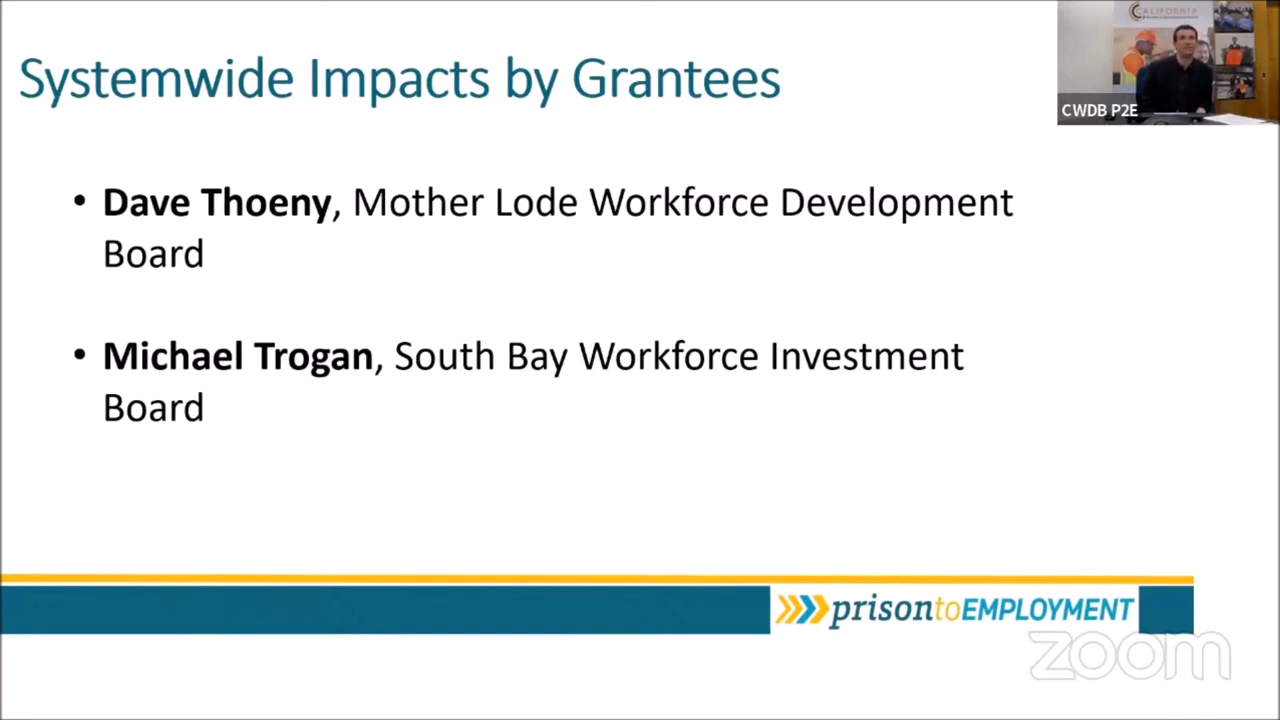 CALIFORNIA
Systemwide Impacts by Grantees
CWDB P2E
• Dave Thoeny, Mother Lode Workforce Development
Board
• Michael Trogan, South Bay Workforce Investment
Board
prisontoEMPLOYMENT
zoom